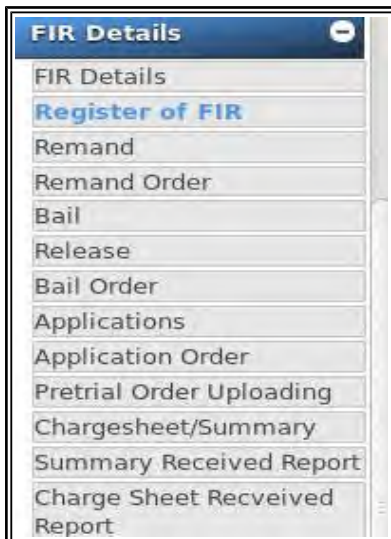 FIR Details
FIR Details
Register of FIR
Remand
Remand Order
Bail
Release
Bail Order
Applications
Application Order
Pretrial Order Uploading
Chargesheet/Summary
Summary Received Report
Charge Sheet Recveived
Report